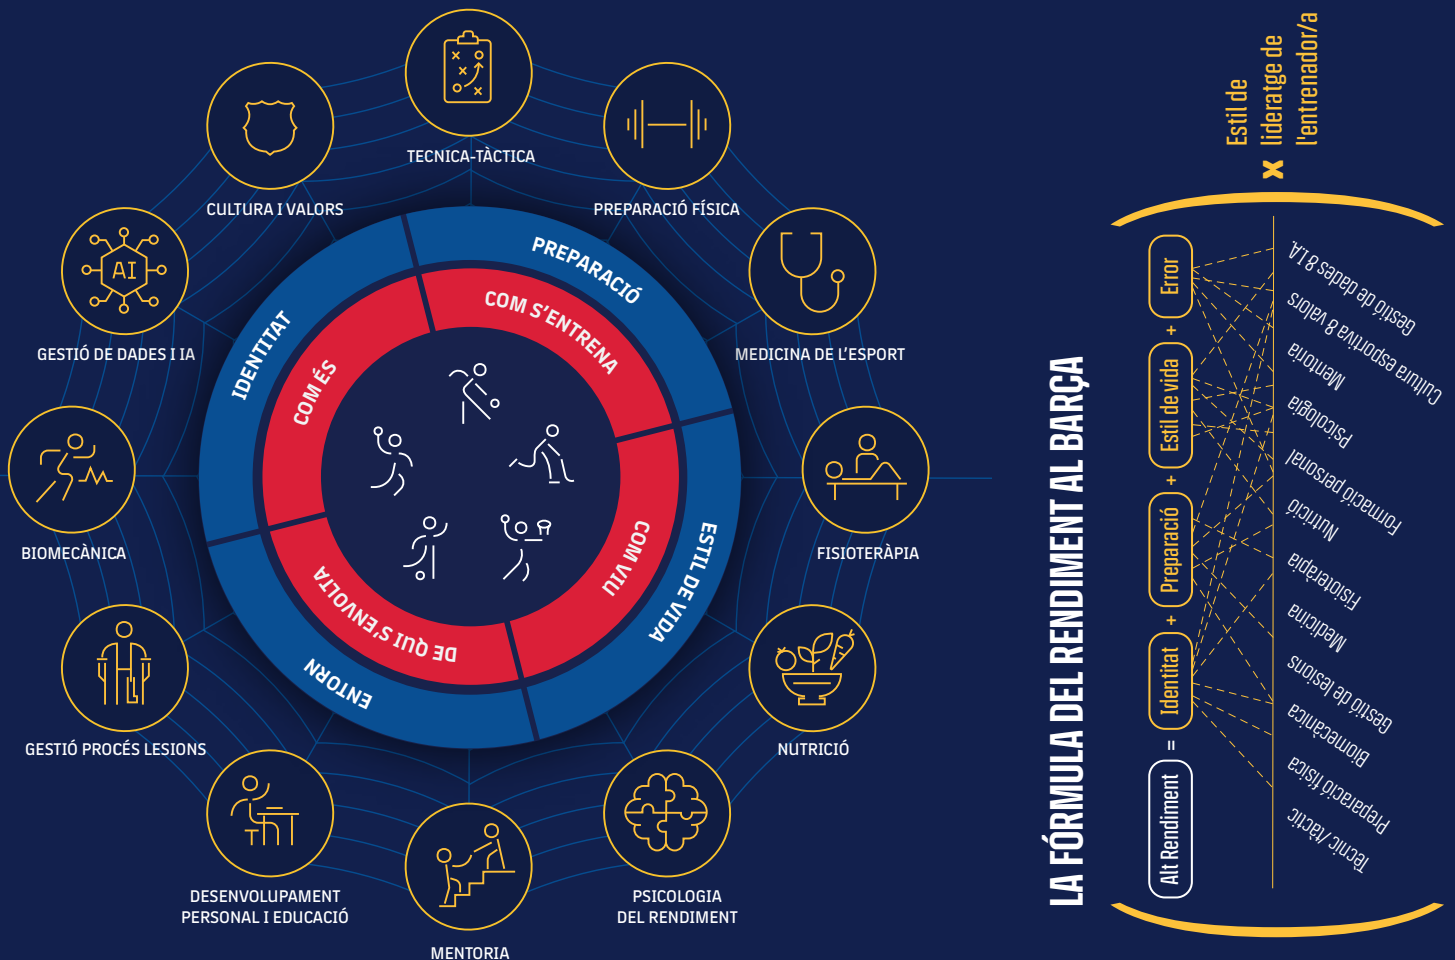 TECNICA-TÀCTICA
CULTURA I VALORS
PREPARACIÓ FÍSICA
AI
GESTIÓ DE DADES I IA
MEDICINA DE L'ESPORT
BIOMECÀNICA
FISIOTERÀPIA
GESTIÓ PROCÉS LESIONS
NUTRICIÓ
DESENVOLUPAMENT
PERSONAL I EDUCACIÓ
PSICOLOGIA
DEL RENDIMENT
MENTORIA
IDENTITAT
PREPARACIÓ
ESTIL DE VIDA
ENTORN
COM ÉS
COM S'ENTRENA
COM VIU
DE QUI S'ENVOLTA
LA FÓRMULA DEL RENDIMENT AL BARÇA
Alt Rendiment = Identitat + Preparació + Estil de vida + Error
x
Estil de
lideratge de
l'entrenador/a
Tècnic /tàctic
Preparació física
Biomecànica
Gestió de lesions
Medicina
Fisioteràpia
Nutrició
Formació personal
Psicologia
Mentoria
Cultura esportiva & valors
Gestió de dades & I.A.